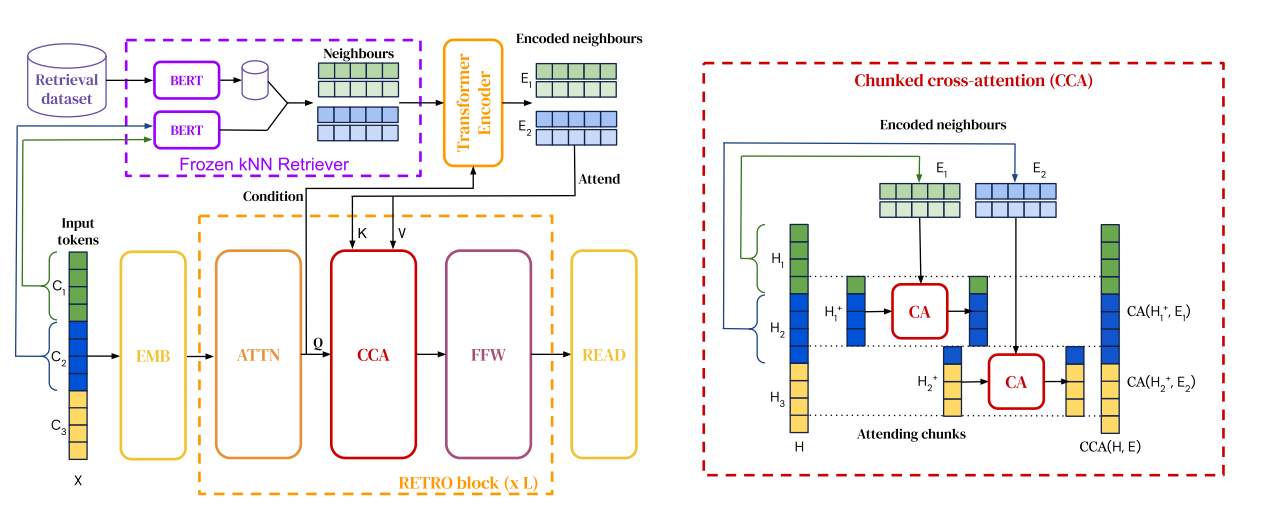 Retrieval
dataset
BERT
BERT
Neighbours
Frozen kNN Retriever
Transformer
Encoder
Encoded neighbours
E1
E2
Condition
Attend
Input
tokens
K
V
C1
C2
C3
X
EMB
ATTN
Q
CCA
FFW
READ
RETRO block (x L)
Chunked cross-attention (CCA)
Encoded neighbours
E1
E2
H1
H2
H3
H
H1+
CA
H2+
CA
Attending chunks
CA(H1+, E1)
CA(H2+, E2)
CCA(H, E)